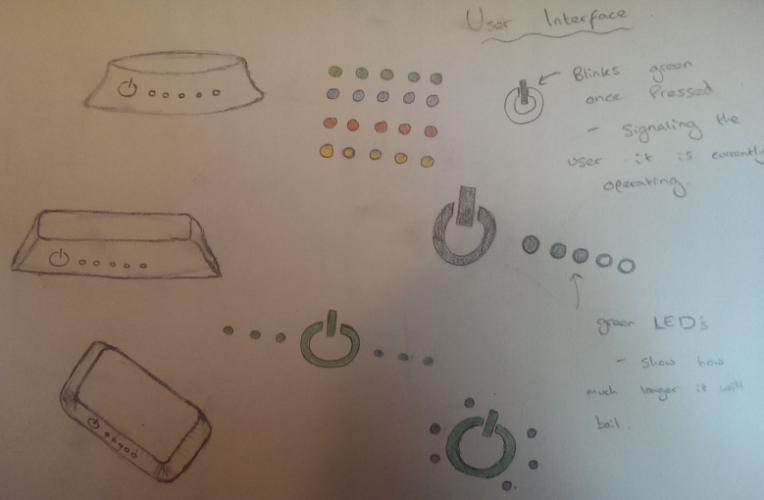 User Interface
Blinks green
once Pressed
- Signaling the
user it is currently
operating.
green LED's
- Show how
much longer it will
boil.